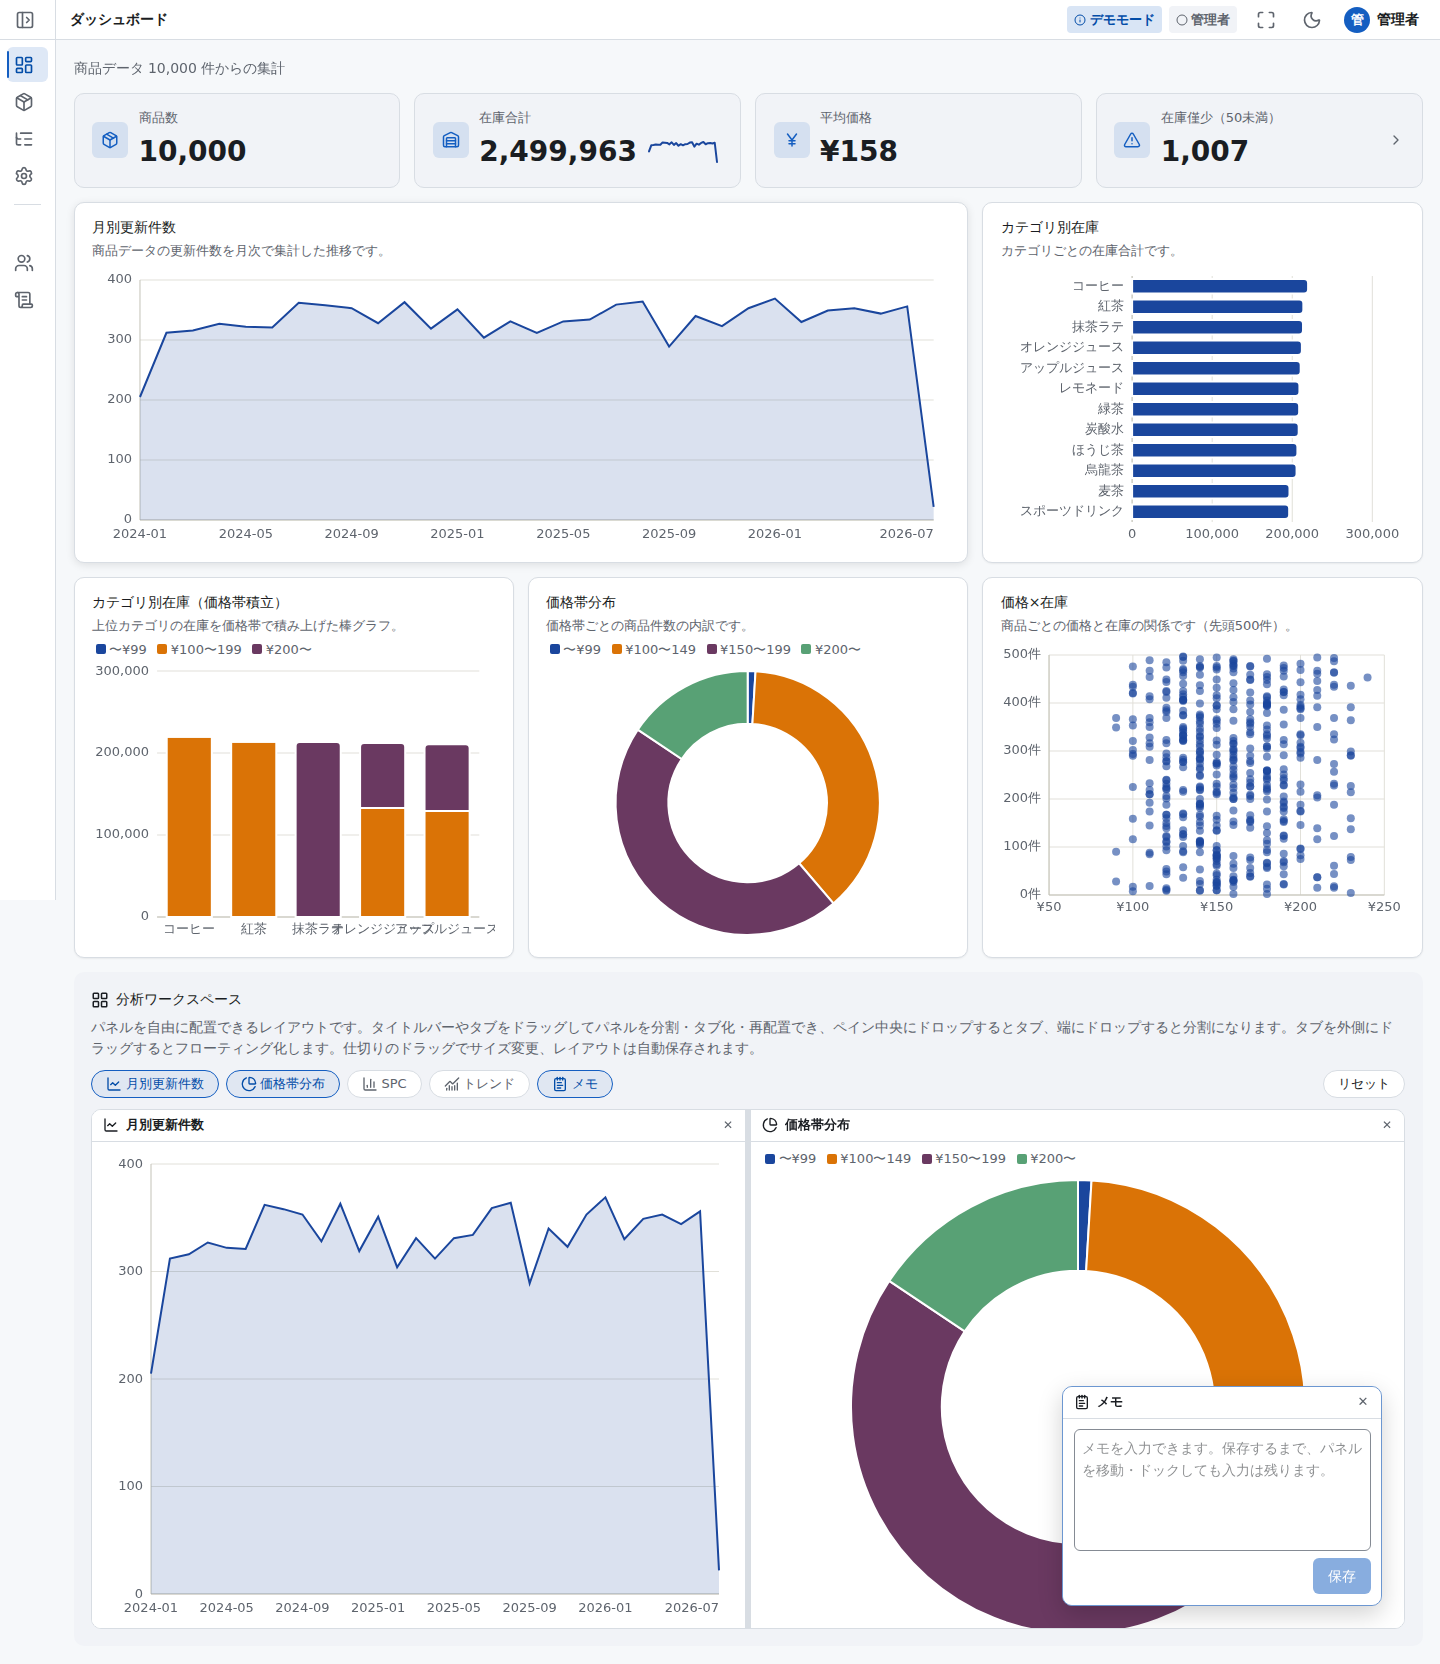 ダッシュボード
デモモード
管理者
管
管理者
商品データ 10,000 件からの集計
商品数
10,000
在庫合計
2,499,963
平均価格
¥158
在庫僅少（50未満）
1,007
月別更新件数
商品データの更新件数を月次で集計した推移です。
400
300
200
100
0
2024-01
2024-05
2024-09
2025-01
2025-05
2025-09
2026-01
2026-07
カテゴリ別在庫
カテゴリごとの在庫合計です。
コーヒー
紅茶
抹茶ラテ
オレンジジュース
アップルジュース
レモネード
緑茶
炭酸水
ほうじ茶
烏龍茶
麦茶
スポーツドリンク
0
100,000
200,000
300,000
カテゴリ別在庫（価格帯積立）
上位カテゴリの在庫を価格帯で積み上げた棒グラフ。
〜¥99
¥100〜199
¥200〜
300,000
200,000
100,000
0
コーヒー
紅茶
抹茶ラテ
オレンジジュース
アップルジュース
価格帯分布
価格帯ごとの商品件数の内訳です。
〜¥99
¥100〜149
¥150〜199
¥200〜
価格×在庫
商品ごとの価格と在庫の関係です（先頭500件）。
500件
400件
300件
200件
100件
0件
¥50
¥100
¥150
¥200
¥250
分析ワークスペース
パネルを自由に配置できるレイアウトです。タイトルバーやタブをドラッグしてパネルを分割・タブ化・再配置でき、ペイン中央にドロップするとタブ、端にドロップすると分割になります。タブを外側にド
ラッグするとフローティング化します。仕切りのドラッグでサイズ変更、レイアウトは自動保存されます。
月別更新件数
価格帯分布
SPC
トレンド
メモ
リセット
月別更新件数
400
300
200
100
0
2024-01
2024-05
2024-09
2025-01
2025-05
2025-09
2026-01
2026-07
価格帯分布
〜¥99
¥100〜149
¥150〜199
¥200〜
メモ
メモを入力できます。保存するまで、パネル
を移動・ドックしても入力は残ります。
保存